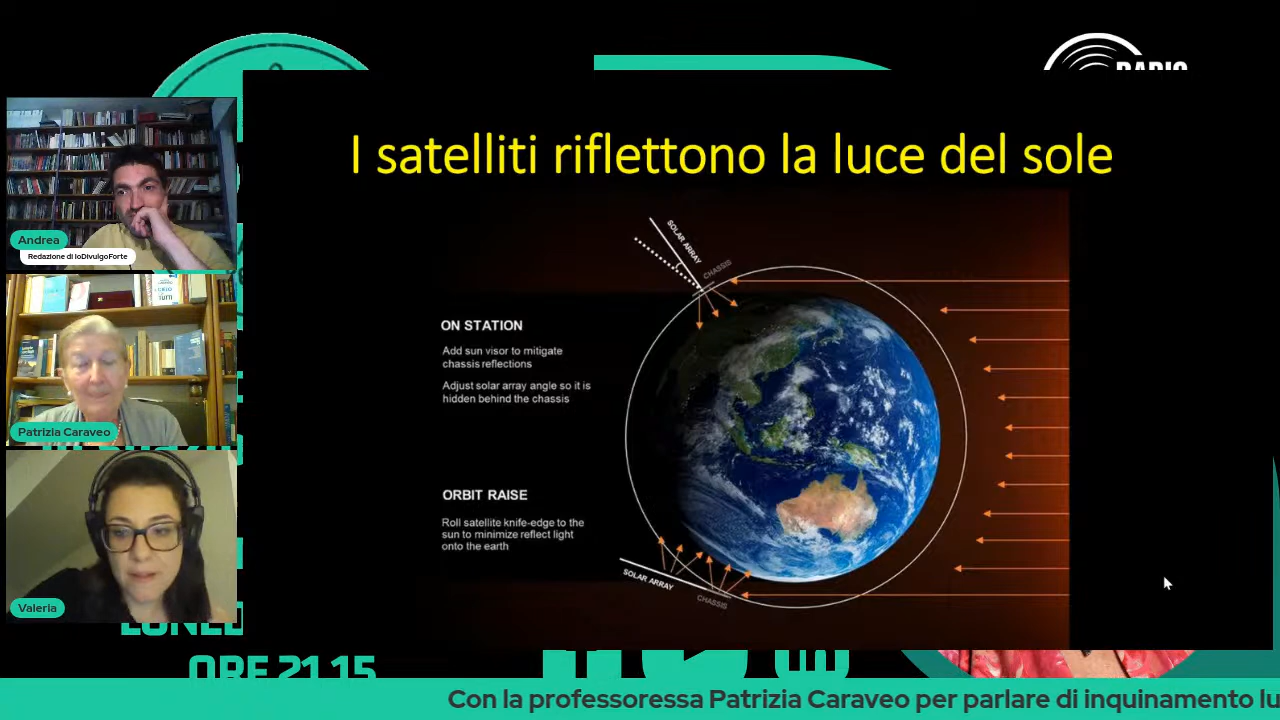 RADIO
I satelliti riflettono la luce del sole
SOLAR ARRAY
CHASSIS
ON STATION
Add sun visor to mitigate
chassis reflections
Adjust solar array angle so it is
hidden behind the chassis
ORBIT RAISE
Roll satellite knife-edge to the
sun to minimize reflect light
onto the earth
SOLAR ARRAY
CHASSIS
Andrea
Redazione di IoDivulgoForte
Patrizia Caraveo
Valeria
ORE 21.15
Con la professoressa Patrizia Caraveo per parlare di inquinamento lu